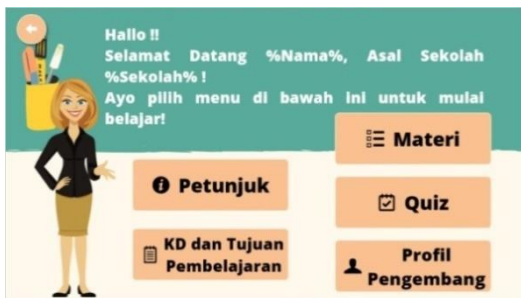 Hallo !!
Selamat Datang %Nama%, Asal Sekolah
%Sekolah% !
Ayo pilih menu di bawah ini untuk mulai
belajar!
Materi
Petunjuk
Quiz
KD dan Tujuan
Pembelajaran
Profil
Pengembang